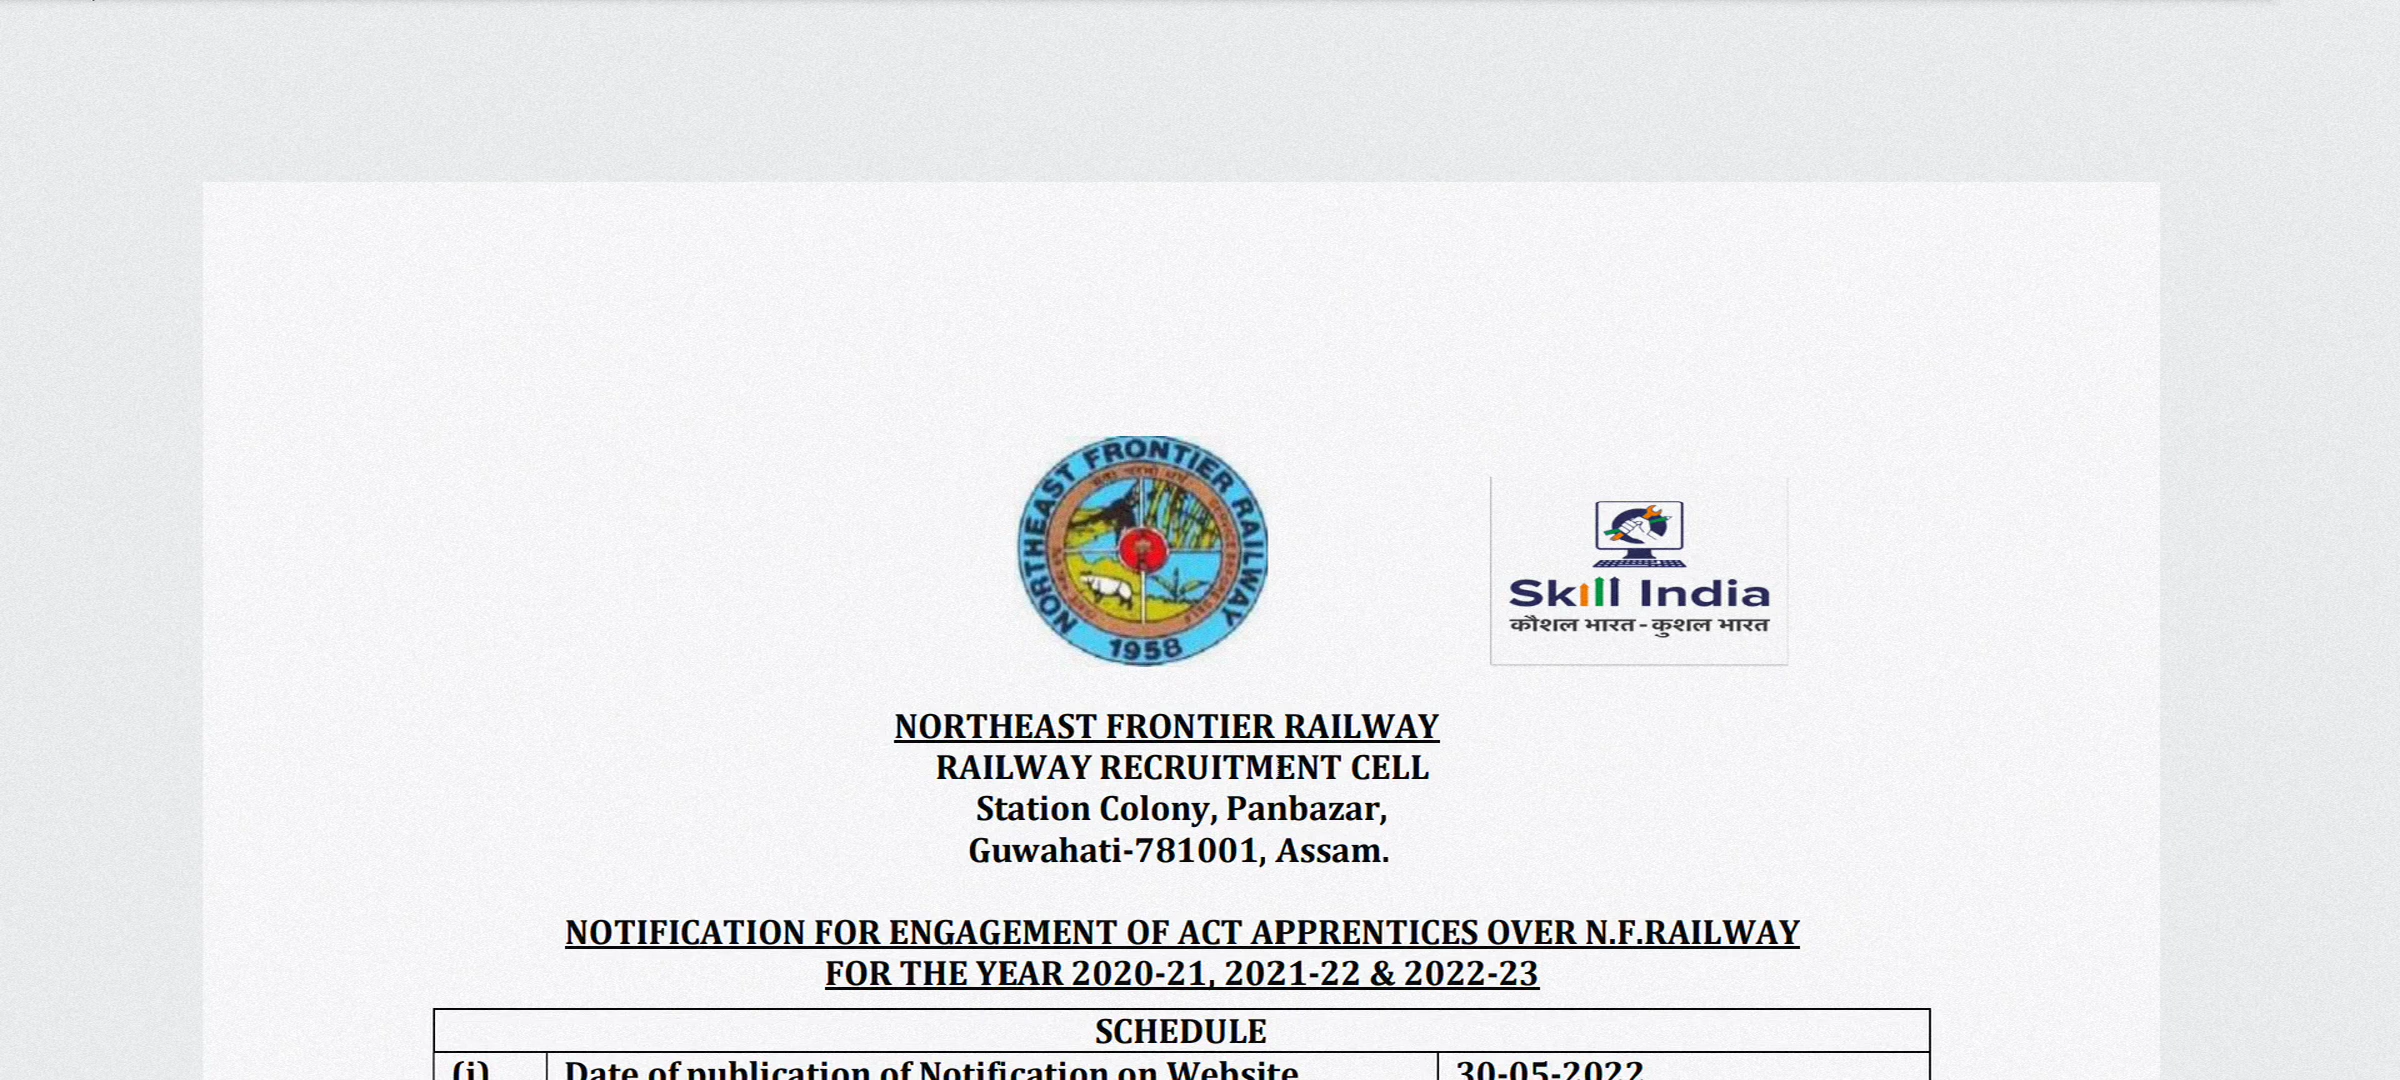 NORTHEAST FRONTIER RAILWAY
1958
Skill India
कौशल भारत - कुशल भारत
NORTHEAST FRONTIER RAILWAY
RAILWAY RECRUITMENT CELL
Station Colony, Panbazar,
Guwahati-781001, Assam.
NOTIFICATION FOR ENGAGEMENT OF ACT APPRENTICES OVER N.F.RAILWAY
FOR THE YEAR 2020-21, 2021-22 & 2022-23
SCHEDULE
(i) Date of publication of Notification on Website 30-05-2022